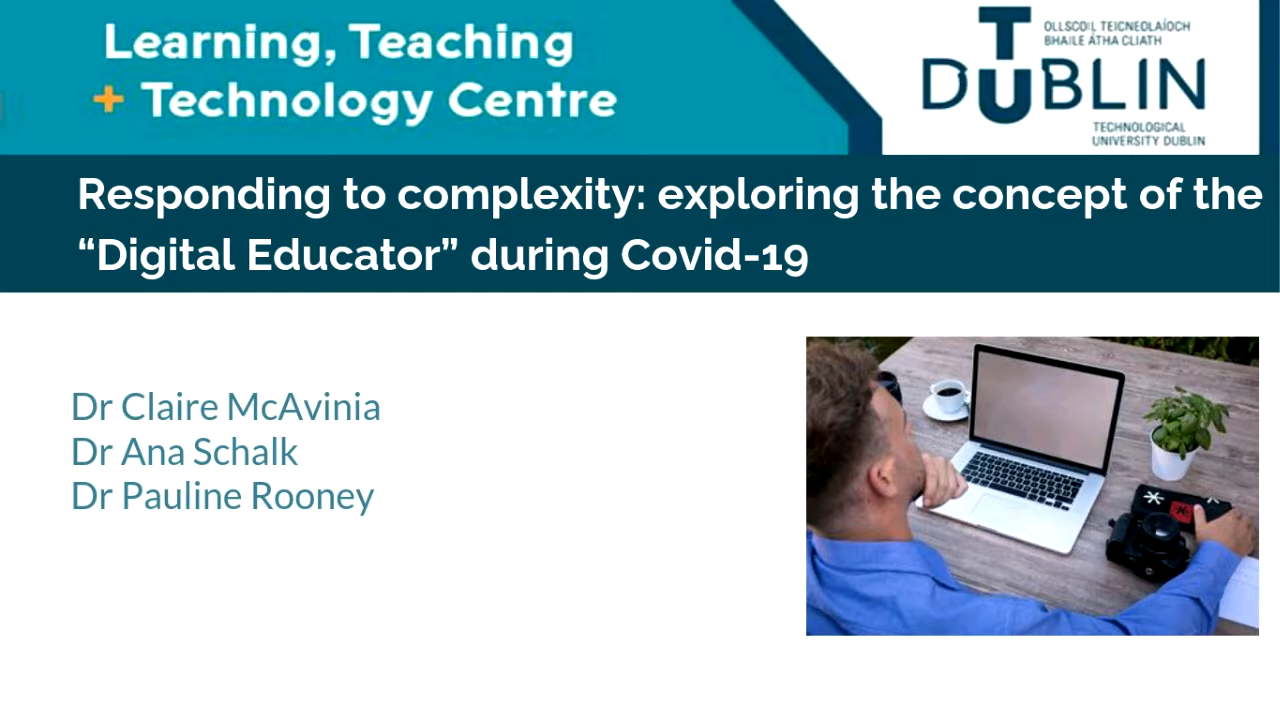 Learning, Teaching
+ Technology Centre
OLLSCOIL TEICNEOLAÍOCH
BHAILE ÁTHA CLIATH
TU DUBLIN
TECHNOLOGICAL
UNIVERSITY DUBLIN
Responding to complexity: exploring the concept of the
“Digital Educator” during Covid-19
Dr Claire McAvinia
Dr Ana Schalk
Dr Pauline Rooney